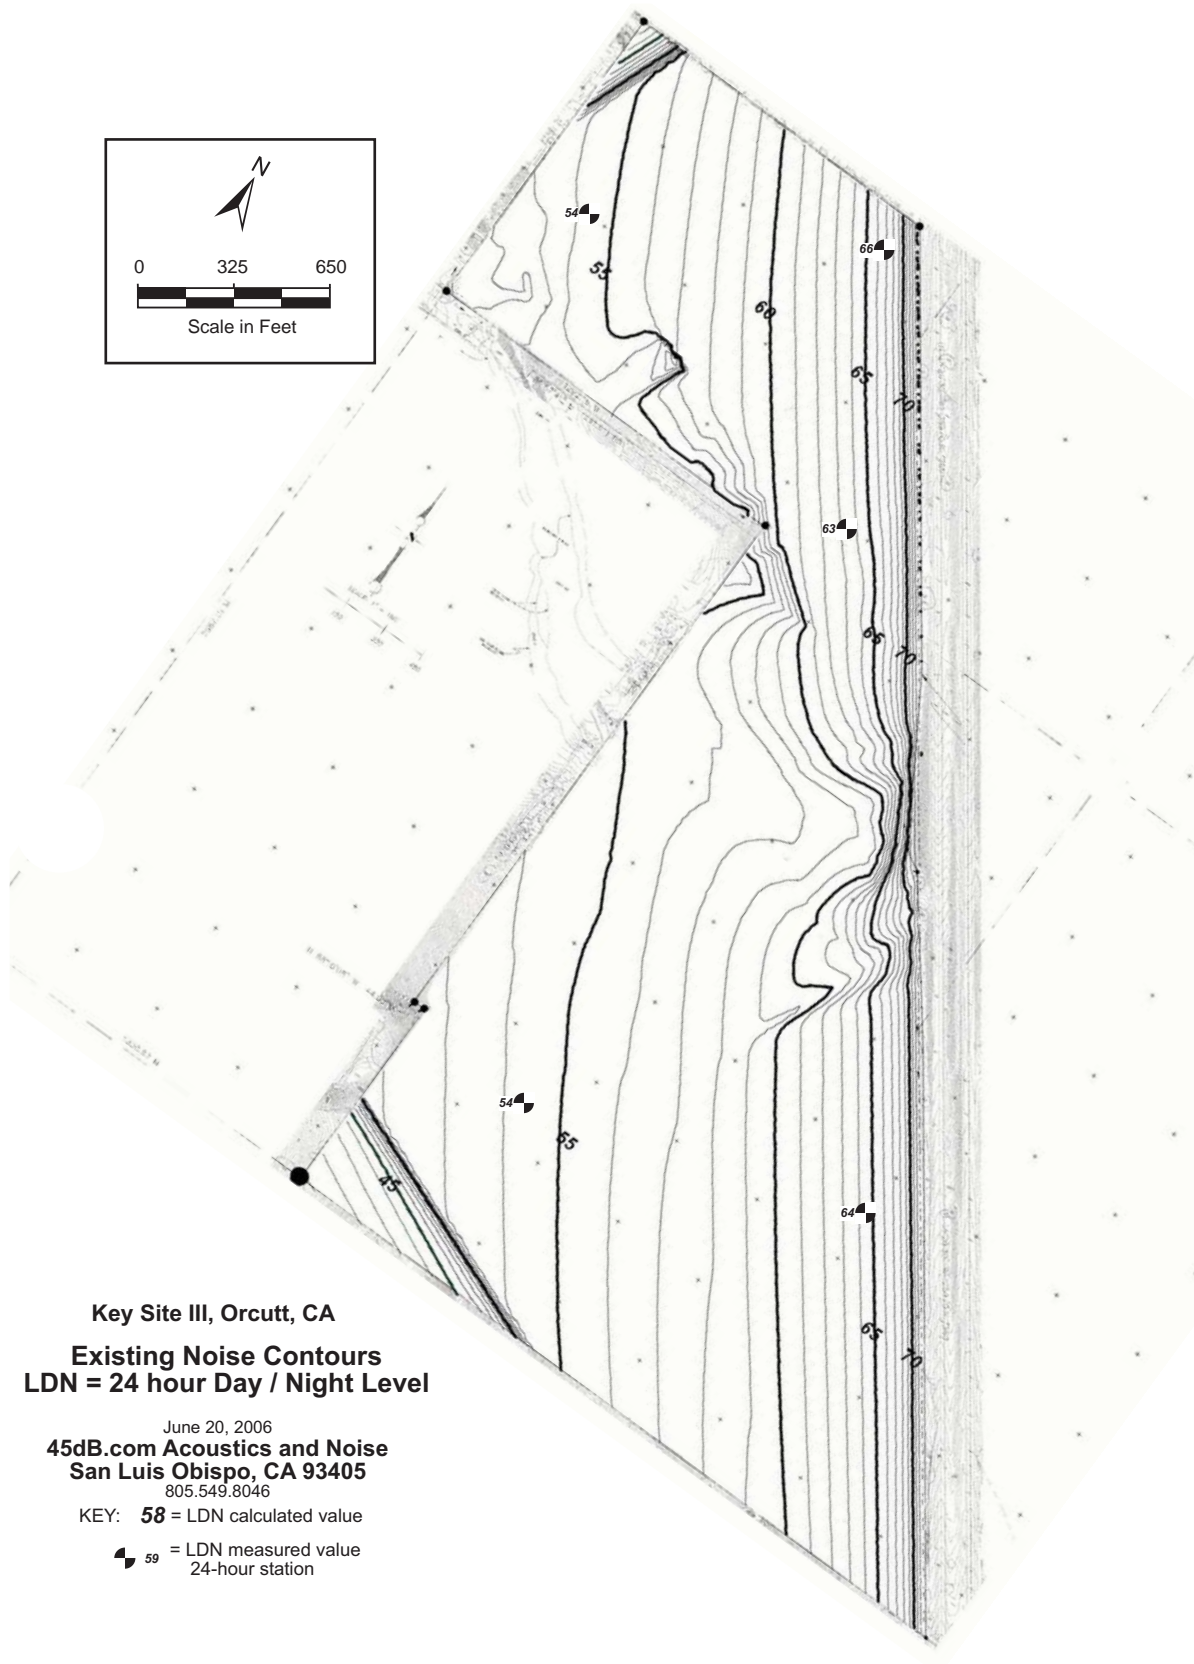 N
0 325 650
Scale in Feet
54
66
55
60
65
70
63
65
70
54
55
45
64
65
70
Key Site III, Orcutt, CA
Existing Noise Contours
LDN = 24 hour Day / Night Level
June 20, 2006
45dB.com Acoustics and Noise
San Luis Obispo, CA 93405
805.549.8046
KEY: 58 = LDN calculated value
59 = LDN measured value
24-hour station